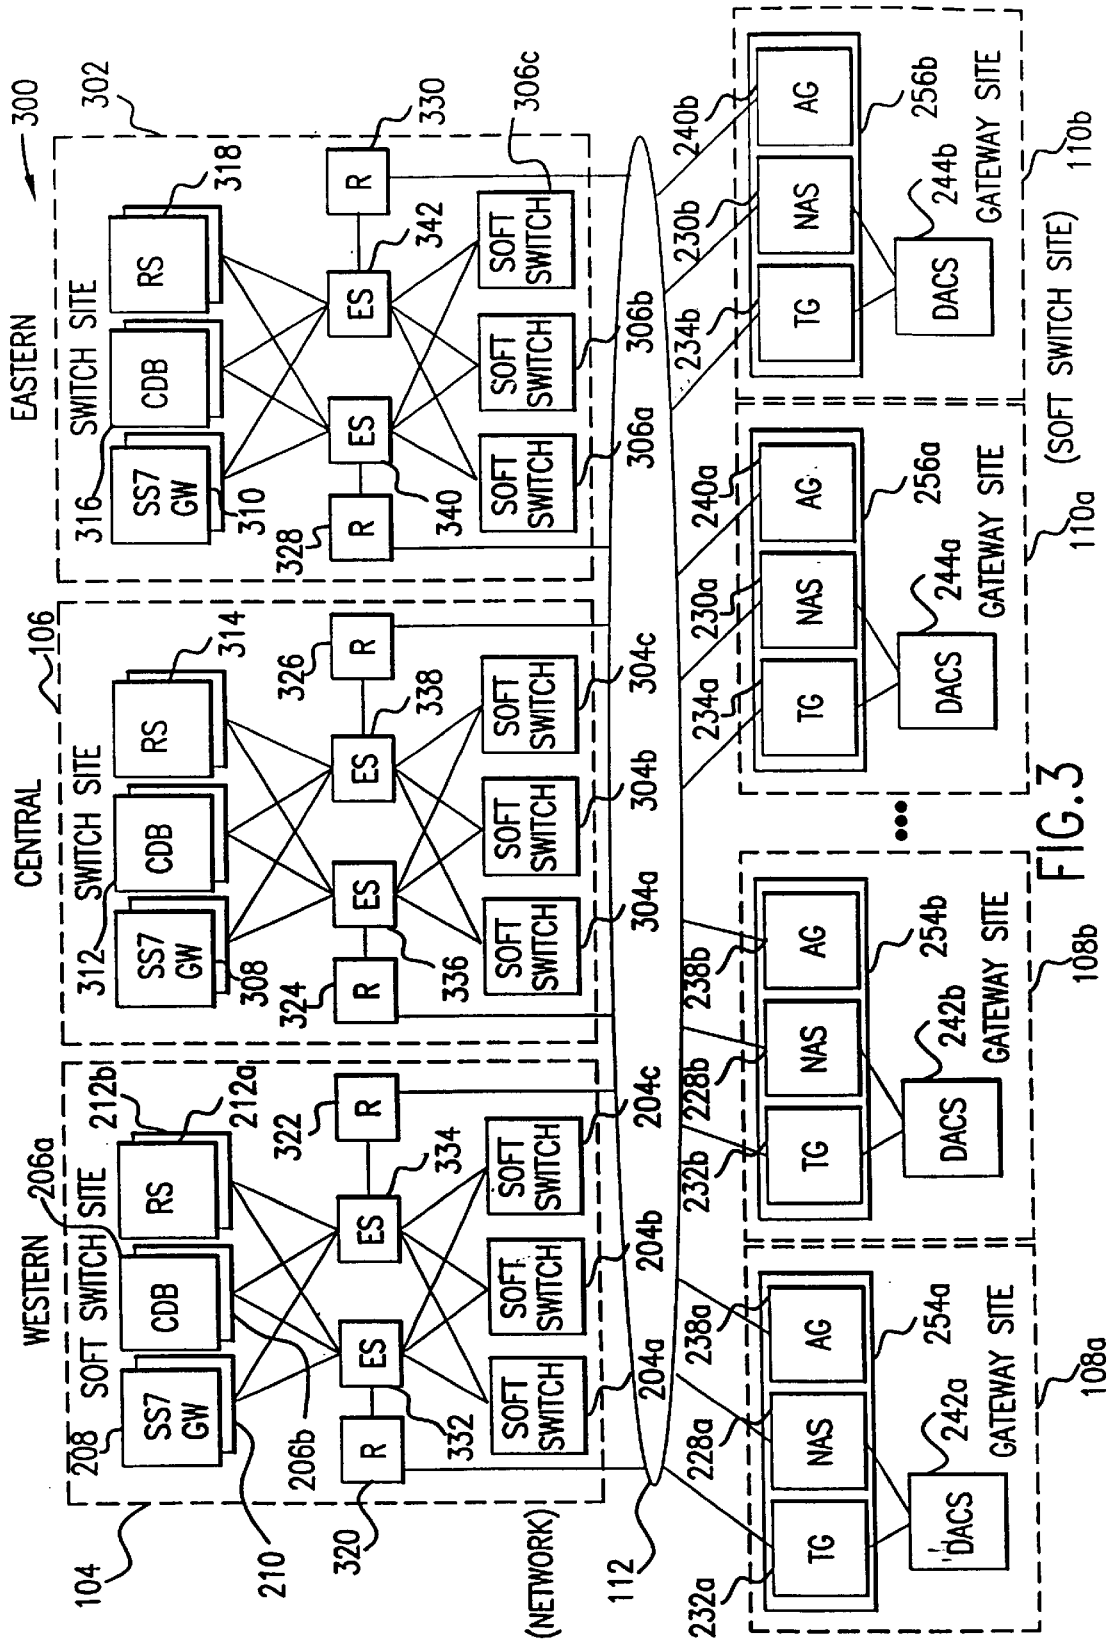 300
WESTERN
CENTRAL
EASTERN
104
106
302
SOFT SWITCH SITE
SWITCH SITE
SWITCH SITE
208
SS7
GW
210
206a
CDB
206b
212b
RS
212a
312
SS7
GW
308
CDB
RS
314
316
SS7
GW
310
CDB
RS
318
320
R
332
ES
ES
334
R
322
324
R
336
ES
ES
338
R
326
328
R
340
ES
ES
342
R
330
SOFT
SWITCH
SOFT
SWITCH
SOFT
SWITCH
SOFT
SWITCH
SOFT
SWITCH
SOFT
SWITCH
SOFT
SWITCH
SOFT
SWITCH
SOFT
SWITCH
306c
(NETWORK)
112
204a
204b
204c
304a
304b
304c
306a
306b
232a
228a
238a
TG
NAS
AG
254a
242a
DACS
GATEWAY SITE
108a
232b
228b
238b
TG
NAS
AG
254b
242b
DACS
GATEWAY SITE
108b
•••
234a
230a
240a
TG
NAS
AG
256a
244a
DACS
GATEWAY SITE
110a
234b
230b
240b
TG
NAS
AG
256b
244b
DACS
GATEWAY SITE
110b
(SOFT SWITCH SITE)
FIG.3